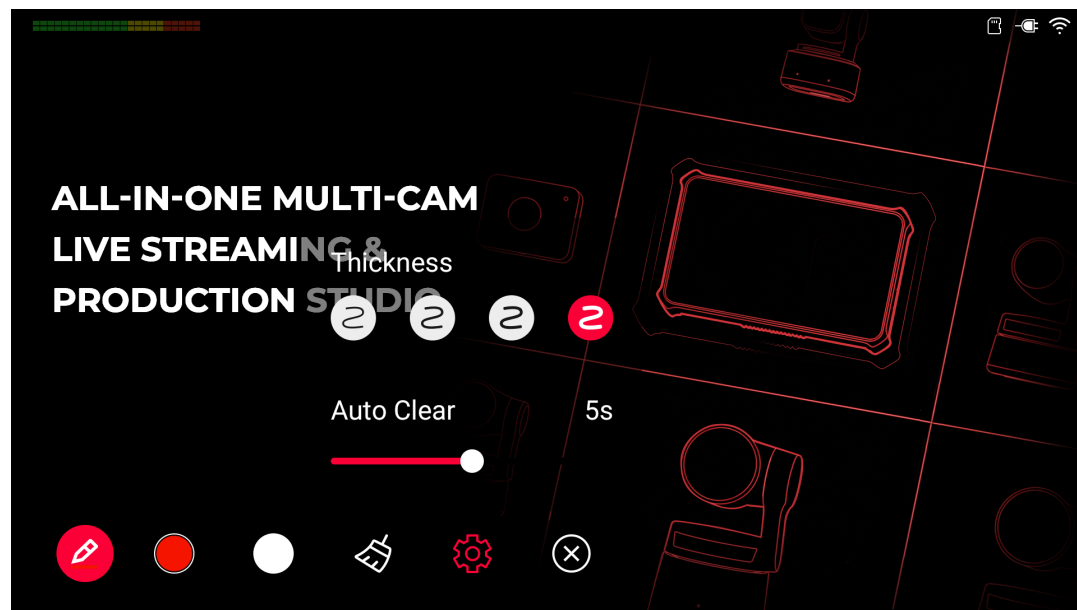 ALL-IN-ONE MULTI-CAM
LIVE STREAMING &
PRODUCTION STUDIO
Thickness
Auto Clear 5s